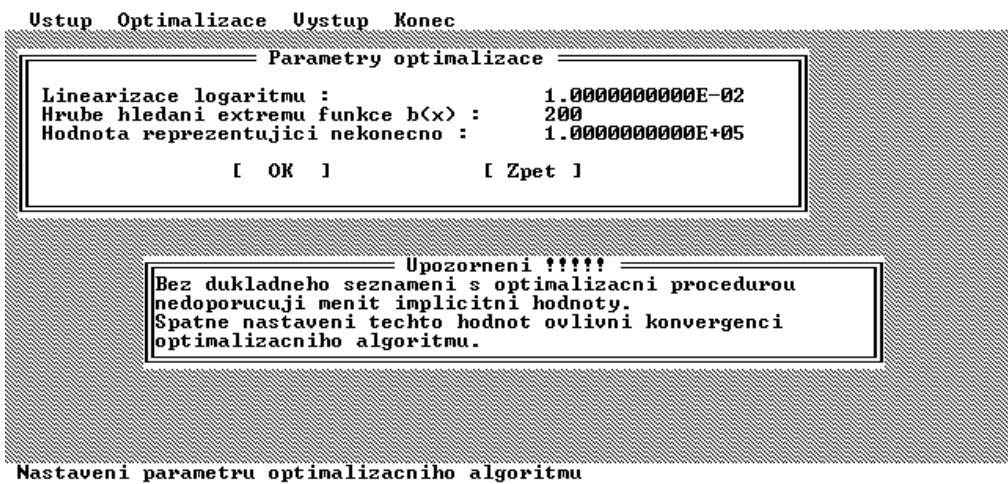 Vstup Optimalizace Vystup Konec
Parametry optimalizace
Linearizace logaritmu : 1.0000000000E-02
Hrube hledani extremu funkce b(x) : 200
Hodnota reprezentujici nekonecno : 1.0000000000E+05
[ OK ] [ Zpet ]
Upozorneni !!!!!
Bez dukladneho seznameni s optimalizacni procedurou
nedoporucuji menit implicitni hodnoty.
Spatne nastaveni techto hodnot ovlivni konvergenci
optimalizacniho algoritmu.
Nastaveni parametru optimalizacniho algoritmu